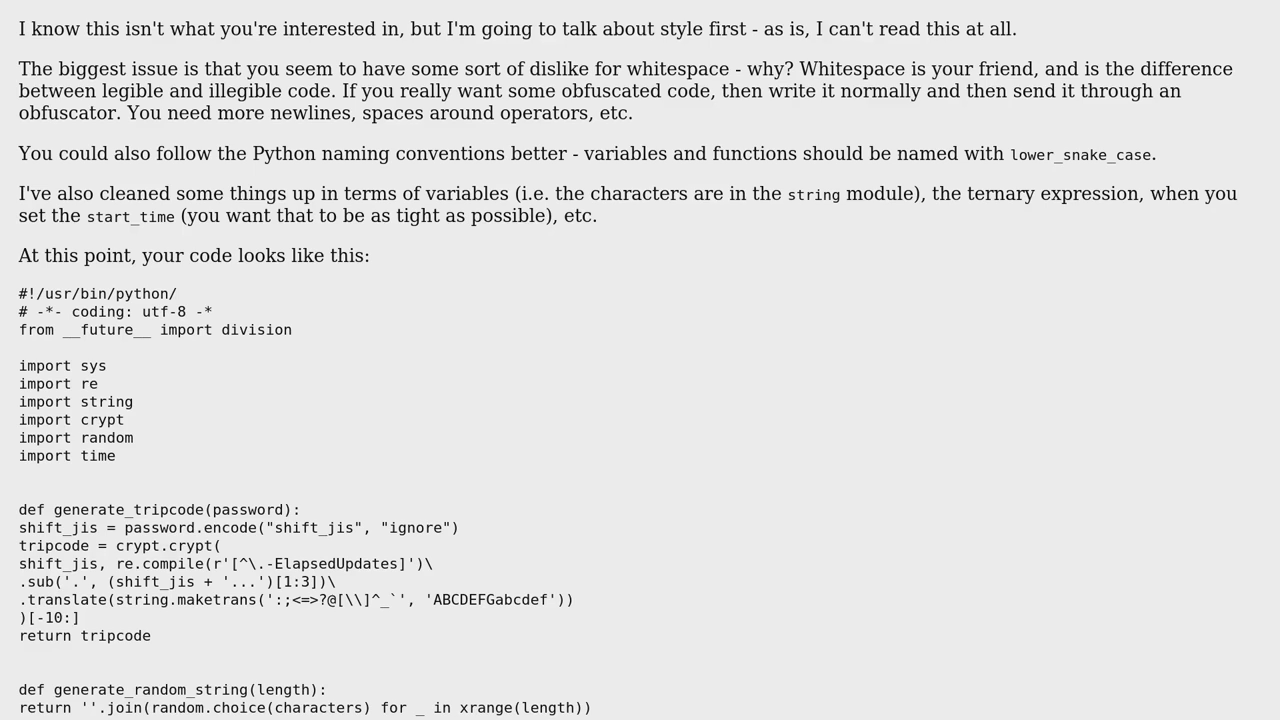 I know this isn't what you're interested in, but I'm going to talk about style first - as is, I can't read this at all.
The biggest issue is that you seem to have some sort of dislike for whitespace - why? Whitespace is your friend, and is the difference
between legible and illegible code. If you really want some obfuscated code, then write it normally and then send it through an
obfuscator. You need more newlines, spaces around operators, etc.
You could also follow the Python naming conventions better - variables and functions should be named with lower_snake_case.
I've also cleaned some things up in terms of variables (i.e. the characters are in the string module), the ternary expression, when you
set the start_time (you want that to be as tight as possible), etc.
At this point, your code looks like this:
#!/usr/bin/python/
# -*- coding: utf-8 -*
from __future__ import division
import sys
import re
import string
import crypt
import random
import time
def generate_tripcode(password):
shift_jis = password.encode("shift_jis", "ignore")
tripcode = crypt.crypt(
shift_jis, re.compile(r'[^\.-ElapsedUpdates]')\
.sub('.', (shift_jis + '...')[1:3])\
.translate(string.maketrans(':;<=>?@[\\]^_`', 'ABCDEFGabcdef'))
)[-10:]
return tripcode
def generate_random_string(length):
return ''.join(random.choice(characters) for _ in xrange(length))